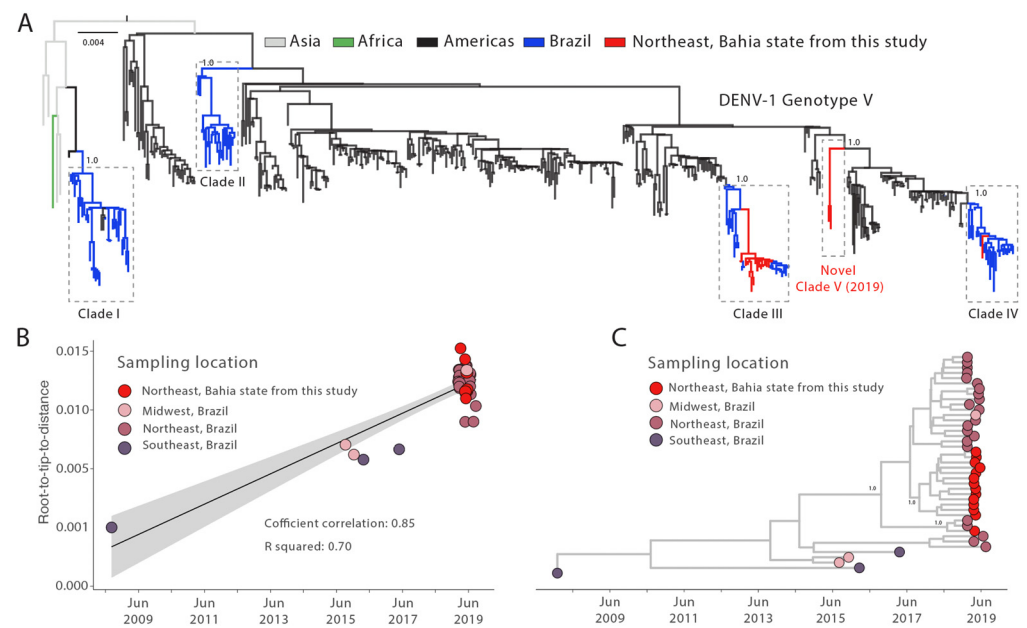 A
0.004
Asia
Africa
Americas
Brazil
Northeast, Bahia state from this study
DENV-1 Genotype V
1.0
Clade I
1.0
Clade II
1.0
Clade III
1.0
Novel
Clade V (2019)
1.0
Clade IV
B
Sampling location
Northeast, Bahia state from this study
Midwest, Brazil
Northeast, Brazil
Southeast, Brazil
Root-to-tip-to-distance
0.015
0.010
0.005
0.001
0.000
Cofficient correlation: 0.85
R squared: 0.70
Jun Jun Jun Jun Jun Jun
2009 2011 2013 2015 2017 2019
C
Sampling location
Northeast, Bahia state from this study
Midwest, Brazil
Northeast, Brazil
Southeast, Brazil
1.0
1.0
1.0
Jun Jun Jun Jun Jun Jun
2009 2011 2013 2015 2017 2019